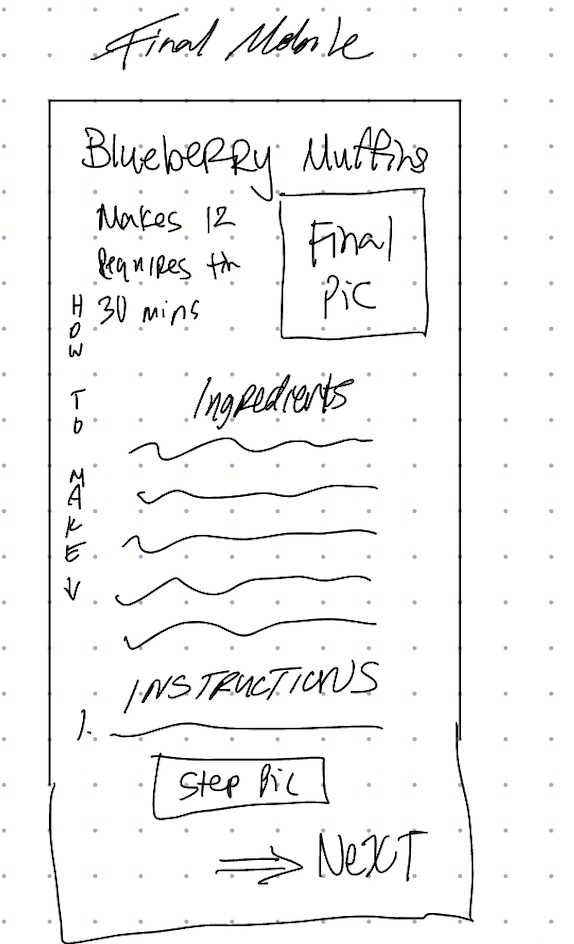 Final Mobile
Blueberry Muffins
Makes 12
Requires
30 mins
Final
Pic
HOW TO MAKE ↓
Ingredients
INSTRUCTIONS
1.
Step Pic
⇒ NEXT